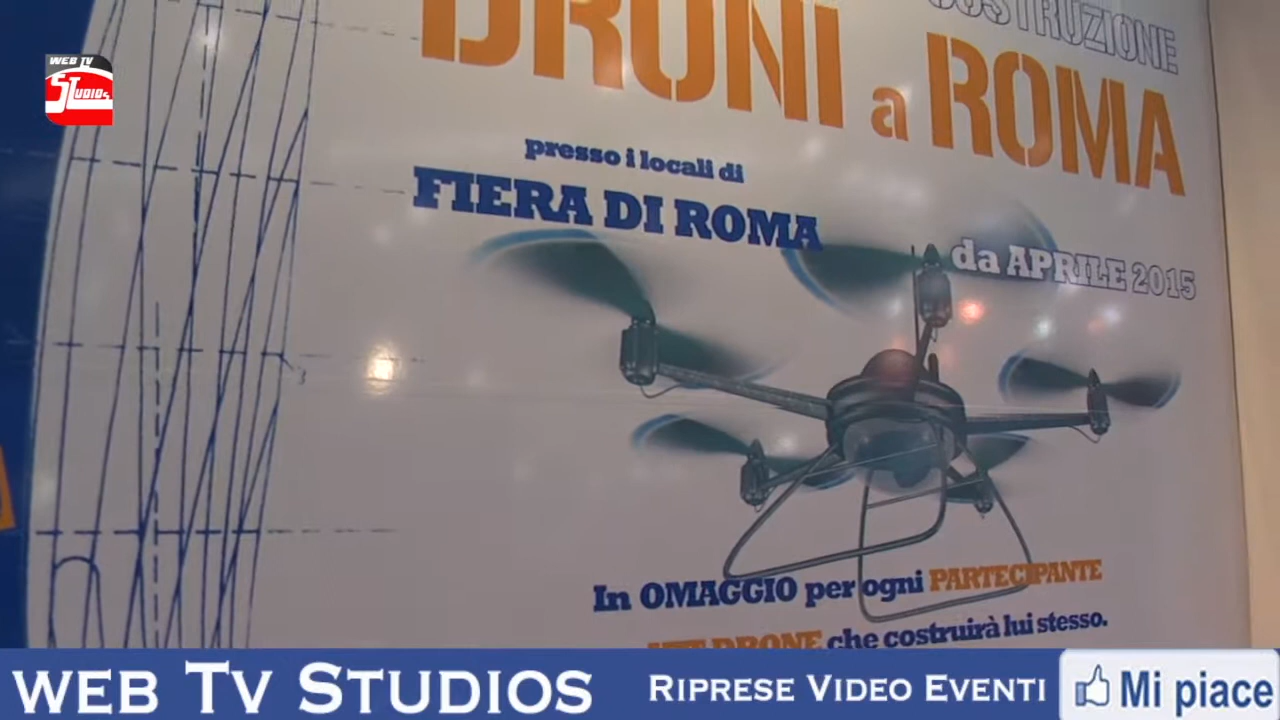 WEB TV
STUDIOS
COSTRUZIONE
DRONI a ROMA
presso i locali di
FIERA DI ROMA
da APRILE 2015
In OMAGGIO per ogni PARTECIPANTE
DRONE che costruirà lui stesso.
WEB TV STUDIOS
RIPRESE VIDEO EVENTI
Mi piace